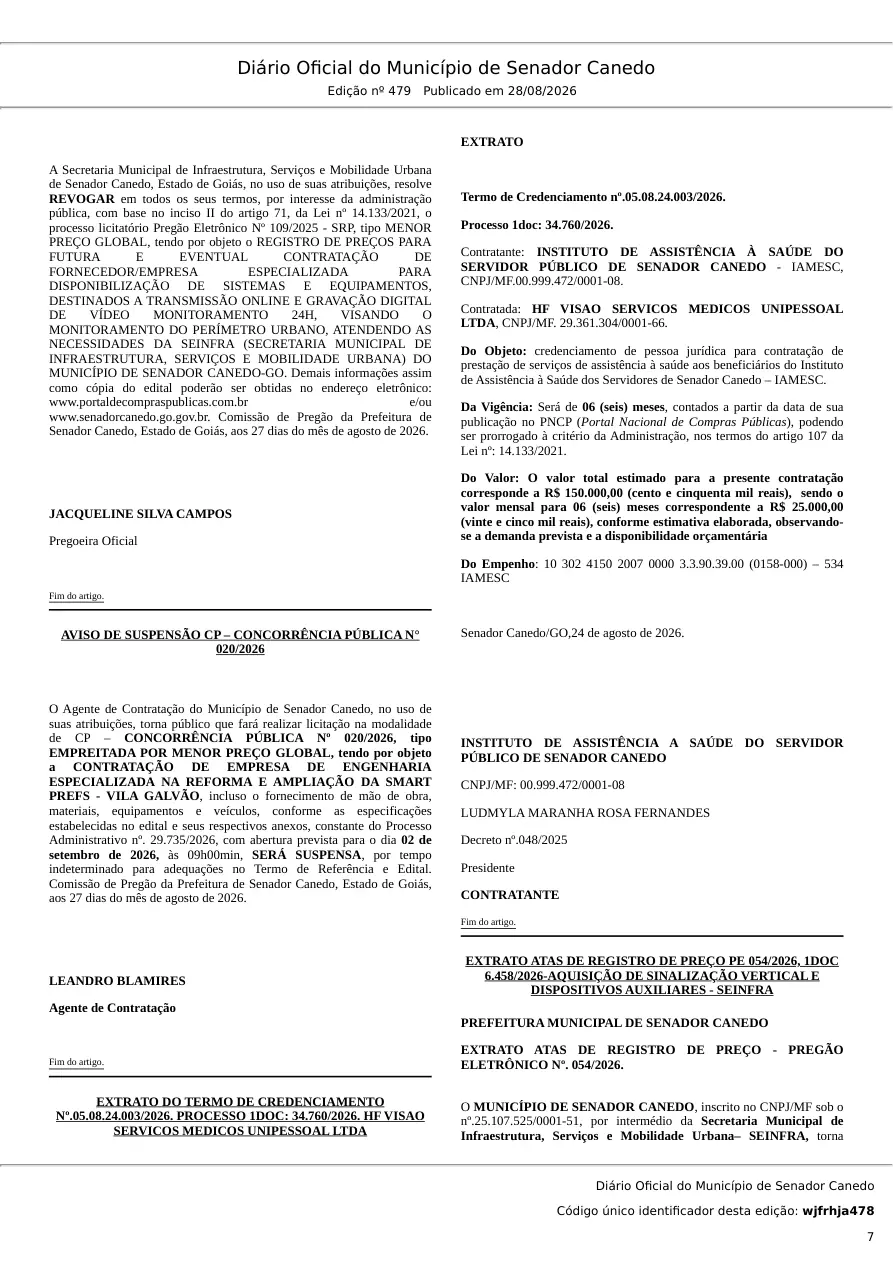 Diário Oficial do Município de Senador Canedo
Edição nº 479   Publicado em 28/08/2026
A Secretaria Municipal de Infraestrutura, Serviços e Mobilidade Urbana
de Senador Canedo, Estado de Goiás, no uso de suas atribuições, resolve
REVOGAR em todos os seus termos, por interesse da administração
pública, com base no inciso II do artigo 71, da Lei nº 14.133/2021, o
processo licitatório Pregão Eletrônico Nº 109/2025 - SRP, tipo MENOR
PREÇO GLOBAL, tendo por objeto o REGISTRO DE PREÇOS PARA
FUTURA E EVENTUAL CONTRATAÇÃO DE
FORNECEDOR/EMPRESA ESPECIALIZADA PARA
DISPONIBILIZAÇÃO DE SISTEMAS E EQUIPAMENTOS,
DESTINADOS A TRANSMISSÃO ONLINE E GRAVAÇÃO DIGITAL
DE VÍDEO MONITORAMENTO 24H, VISANDO O
MONITORAMENTO DO PERÍMETRO URBANO, ATENDENDO AS
NECESSIDADES DA SEINFRA (SECRETARIA MUNICIPAL DE
INFRAESTRUTURA, SERVIÇOS E MOBILIDADE URBANA) DO
MUNICÍPIO DE SENADOR CANEDO-GO. Demais informações assim
como cópia do edital poderão ser obtidas no endereço eletrônico:
www.portaldecompraspublicas.com.br e/ou
www.senadorcanedo.go.gov.br. Comissão de Pregão da Prefeitura de
Senador Canedo, Estado de Goiás, aos 27 dias do mês de agosto de 2026.
JACQUELINE SILVA CAMPOS
Pregoeira Oficial
Fim do artigo.
AVISO DE SUSPENSÃO CP – CONCORRÊNCIA PÚBLICA N°
020/2026
O Agente de Contratação do Município de Senador Canedo, no uso de
suas atribuições, torna público que fará realizar licitação na modalidade
de CP – CONCORRÊNCIA PÚBLICA Nº 020/2026, tipo
EMPREITADA POR MENOR PREÇO GLOBAL, tendo por objeto
a CONTRATAÇÃO DE EMPRESA DE ENGENHARIA
ESPECIALIZADA NA REFORMA E AMPLIAÇÃO DA SMART
PREFS - VILA GALVÃO, incluso o fornecimento de mão de obra,
materiais, equipamentos e veículos, conforme as especificações
estabelecidas no edital e seus respectivos anexos, constante do Processo
Administrativo nº. 29.735/2026, com abertura prevista para o dia 02 de
setembro de 2026, às 09h00min, SERÁ SUSPENSA, por tempo
indeterminado para adequações no Termo de Referência e Edital.
Comissão de Pregão da Prefeitura de Senador Canedo, Estado de Goiás,
aos 27 dias do mês de agosto de 2026.
LEANDRO BLAMIRES
Agente de Contratação
Fim do artigo.
EXTRATO DO TERMO DE CREDENCIAMENTO
Nº.05.08.24.003/2026. PROCESSO 1DOC: 34.760/2026. HF VISAO
SERVICOS MEDICOS UNIPESSOAL LTDA
EXTRATO
Termo de Credenciamento nº.05.08.24.003/2026.
Processo 1doc: 34.760/2026.
Contratante: INSTITUTO DE ASSISTÊNCIA À SAÚDE DO
SERVIDOR PÚBLICO DE SENADOR CANEDO - IAMESC,
CNPJ/MF.00.999.472/0001-08.
Contratada: HF VISAO SERVICOS MEDICOS UNIPESSOAL
LTDA, CNPJ/MF. 29.361.304/0001-66.
Do Objeto: credenciamento de pessoa jurídica para contratação de
prestação de serviços de assistência à saúde aos beneficiários do Instituto
de Assistência à Saúde dos Servidores de Senador Canedo – IAMESC.
Da Vigência: Será de 06 (seis) meses, contados a partir da data de sua
publicação no PNCP (Portal Nacional de Compras Públicas), podendo
ser prorrogado à critério da Administração, nos termos do artigo 107 da
Lei nº: 14.133/2021.
Do Valor: O valor total estimado para a presente contratação
corresponde a R$ 150.000,00 (cento e cinquenta mil reais),  sendo o
valor mensal para 06 (seis) meses correspondente a R$ 25.000,00
(vinte e cinco mil reais), conforme estimativa elaborada, observando-
se a demanda prevista e a disponibilidade orçamentária
Do Empenho: 10 302 4150 2007 0000 3.3.90.39.00 (0158-000) – 534
IAMESC
Senador Canedo/GO,24 de agosto de 2026.
INSTITUTO DE ASSISTÊNCIA A SAÚDE DO SERVIDOR
PÚBLICO DE SENADOR CANEDO
CNPJ/MF: 00.999.472/0001-08
LUDMYLA MARANHA ROSA FERNANDES
Decreto nº.048/2025
Presidente
CONTRATANTE
Fim do artigo.
EXTRATO ATAS DE REGISTRO DE PREÇO PE 054/2026, 1DOC
6.458/2026-AQUISIÇÃO DE SINALIZAÇÃO VERTICAL E
DISPOSITIVOS AUXILIARES - SEINFRA
PREFEITURA MUNICIPAL DE SENADOR CANEDO
EXTRATO ATAS DE REGISTRO DE PREÇO - PREGÃO
ELETRÔNICO Nº. 054/2026.
O MUNICÍPIO DE SENADOR CANEDO, inscrito no CNPJ/MF sob o
nº.25.107.525/0001-51, por intermédio da Secretaria Municipal de
Infraestrutura, Serviços e Mobilidade Urbana– SEINFRA, torna
Diário Oficial do Município de Senador Canedo
Código único identificador desta edição: wjfrhja478
7